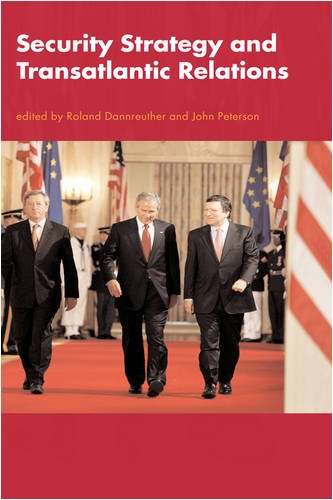 Security Strategy and
Transatlantic Relations
edited by Roland Dannreuther and John Peterson